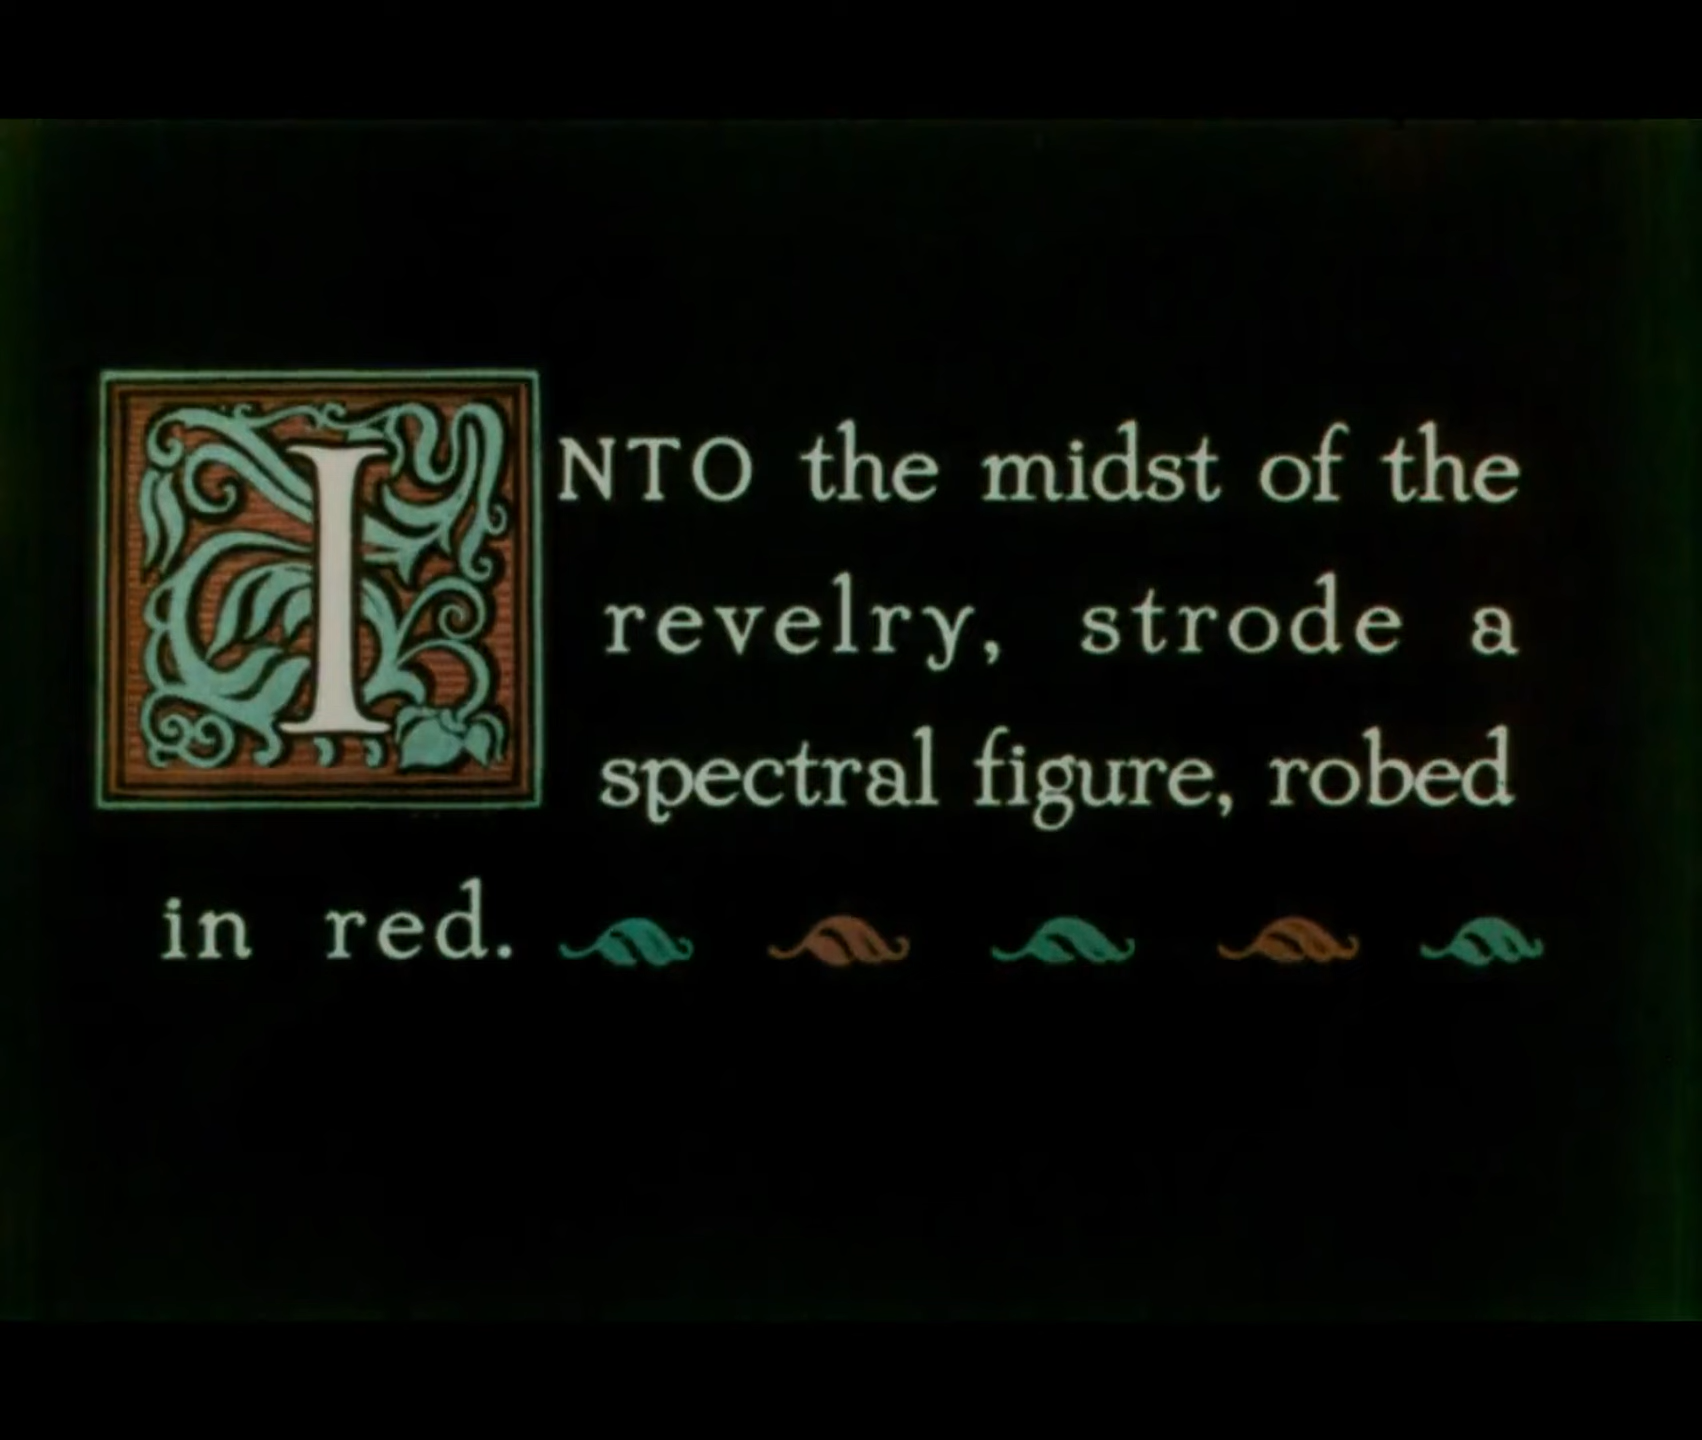 INTO the midst of the
revelry, strode a
spectral figure, robed
in red.